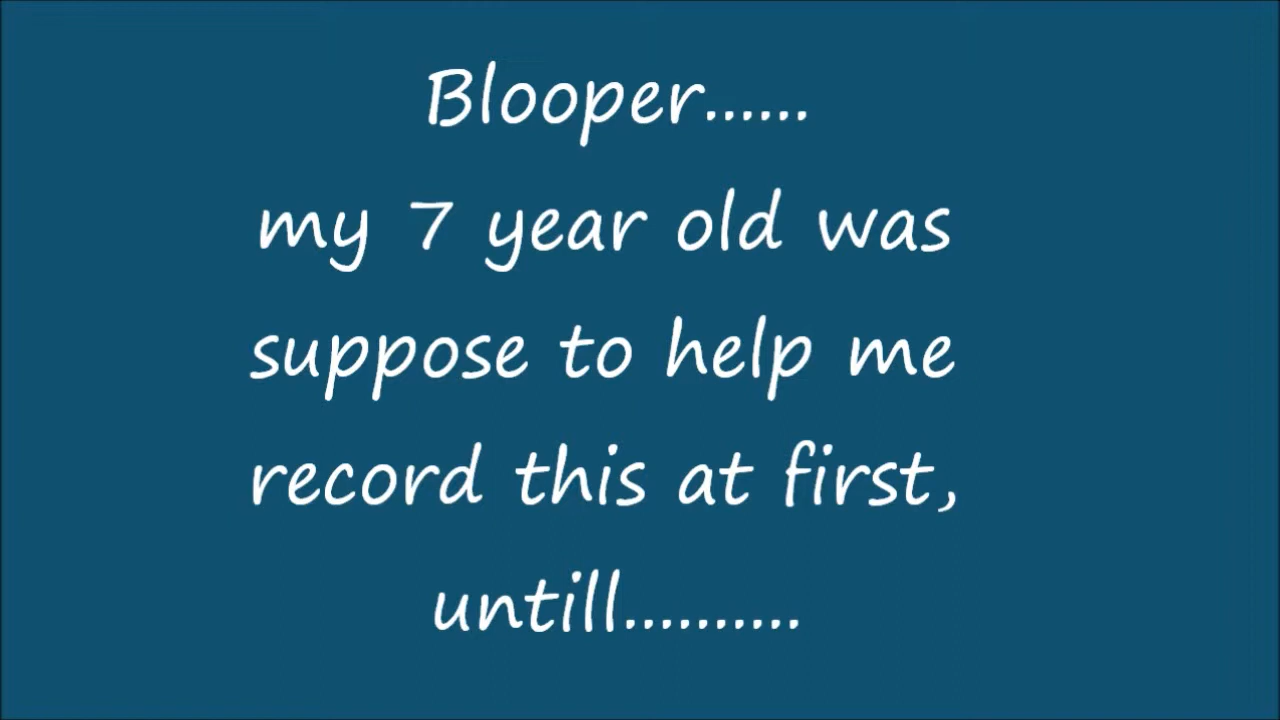 Blooper......
my 7 year old was
suppose to help me
record this at first,
untill..........